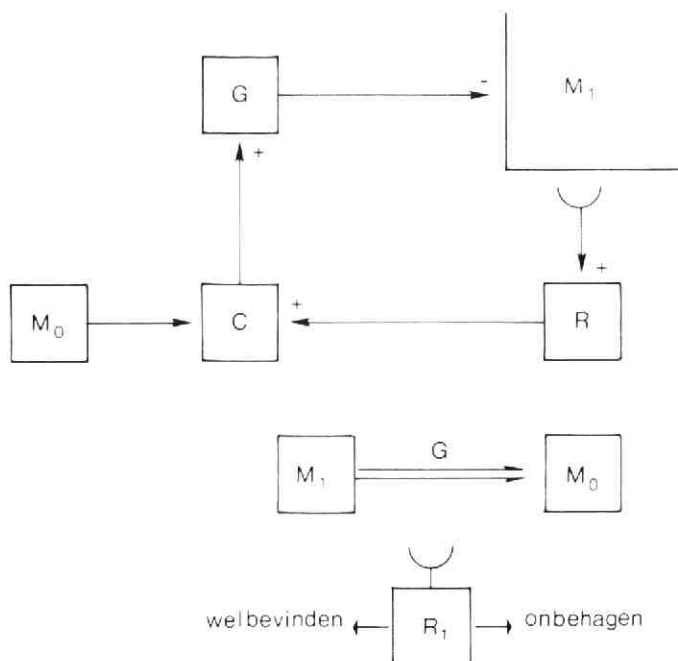 G
-
M₁
+
+
M₀
C
+
R
G
M₁
M₀
welbevinden
R₁
onbehagen